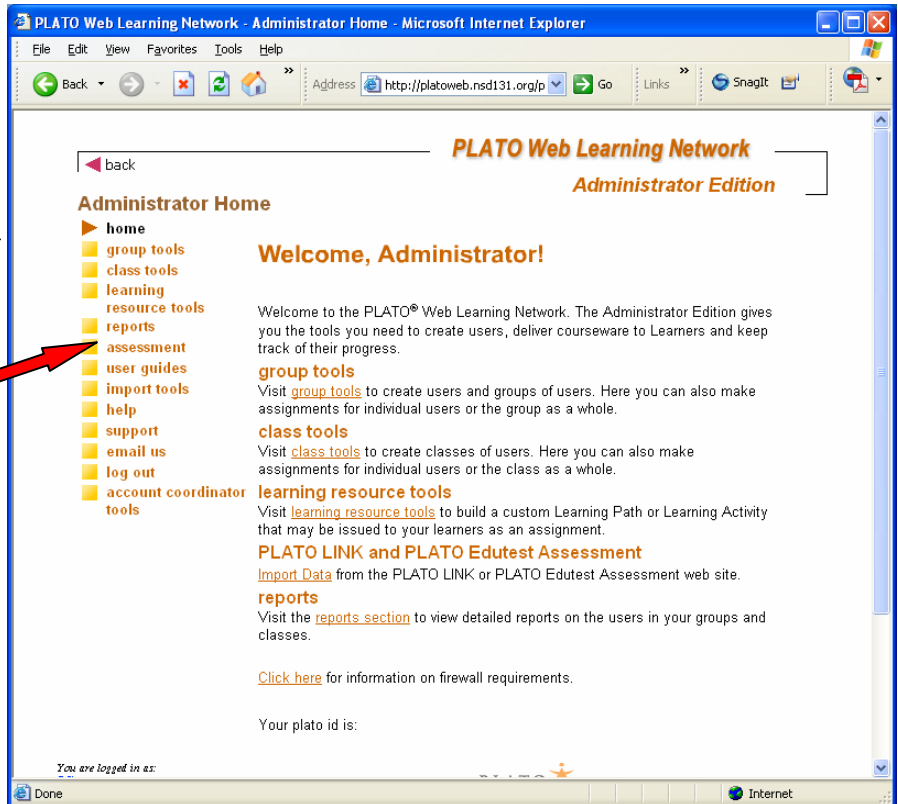 PLATO Web Learning Network - Administrator Home - Microsoft Internet Explorer
File Edit View Favorites Tools Help
Back » Address http://platoweb.nsd131.org/p Go Links » SnagIt
back
PLATO Web Learning Network
Administrator Edition
Administrator Home
home
group tools
class tools
learning
resource tools
reports
assessment
user guides
import tools
help
support
email us
log out
account coordinator
tools
Welcome, Administrator!
Welcome to the PLATO® Web Learning Network. The Administrator Edition gives
you the tools you need to create users, deliver courseware to Learners and keep
track of their progress.
group tools
Visit group tools to create users and groups of users. Here you can also make
assignments for individual users or the group as a whole.
class tools
Visit class tools to create classes of users. Here you can also make
assignments for individual users or the class as a whole.
learning resource tools
Visit learning resource tools to build a custom Learning Path or Learning Activity
that may be issued to your learners as an assignment.
PLATO LINK and PLATO Edutest Assessment
Import Data from the PLATO LINK or PLATO Edutest Assessment web site.
reports
Visit the reports section to view detailed reports on the users in your groups and
classes.
Click here for information on firewall requirements.
Your plato id is:
You are logged in as:
Done Internet